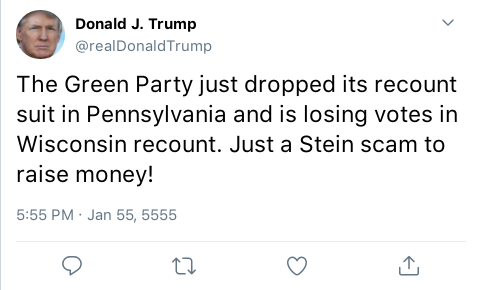 Donald J. Trump
@realDonaldTrump
The Green Party just dropped its recount
suit in Pennsylvania and is losing votes in
Wisconsin recount. Just a Stein scam to
raise money!
5:55 PM · Jan 55, 5555